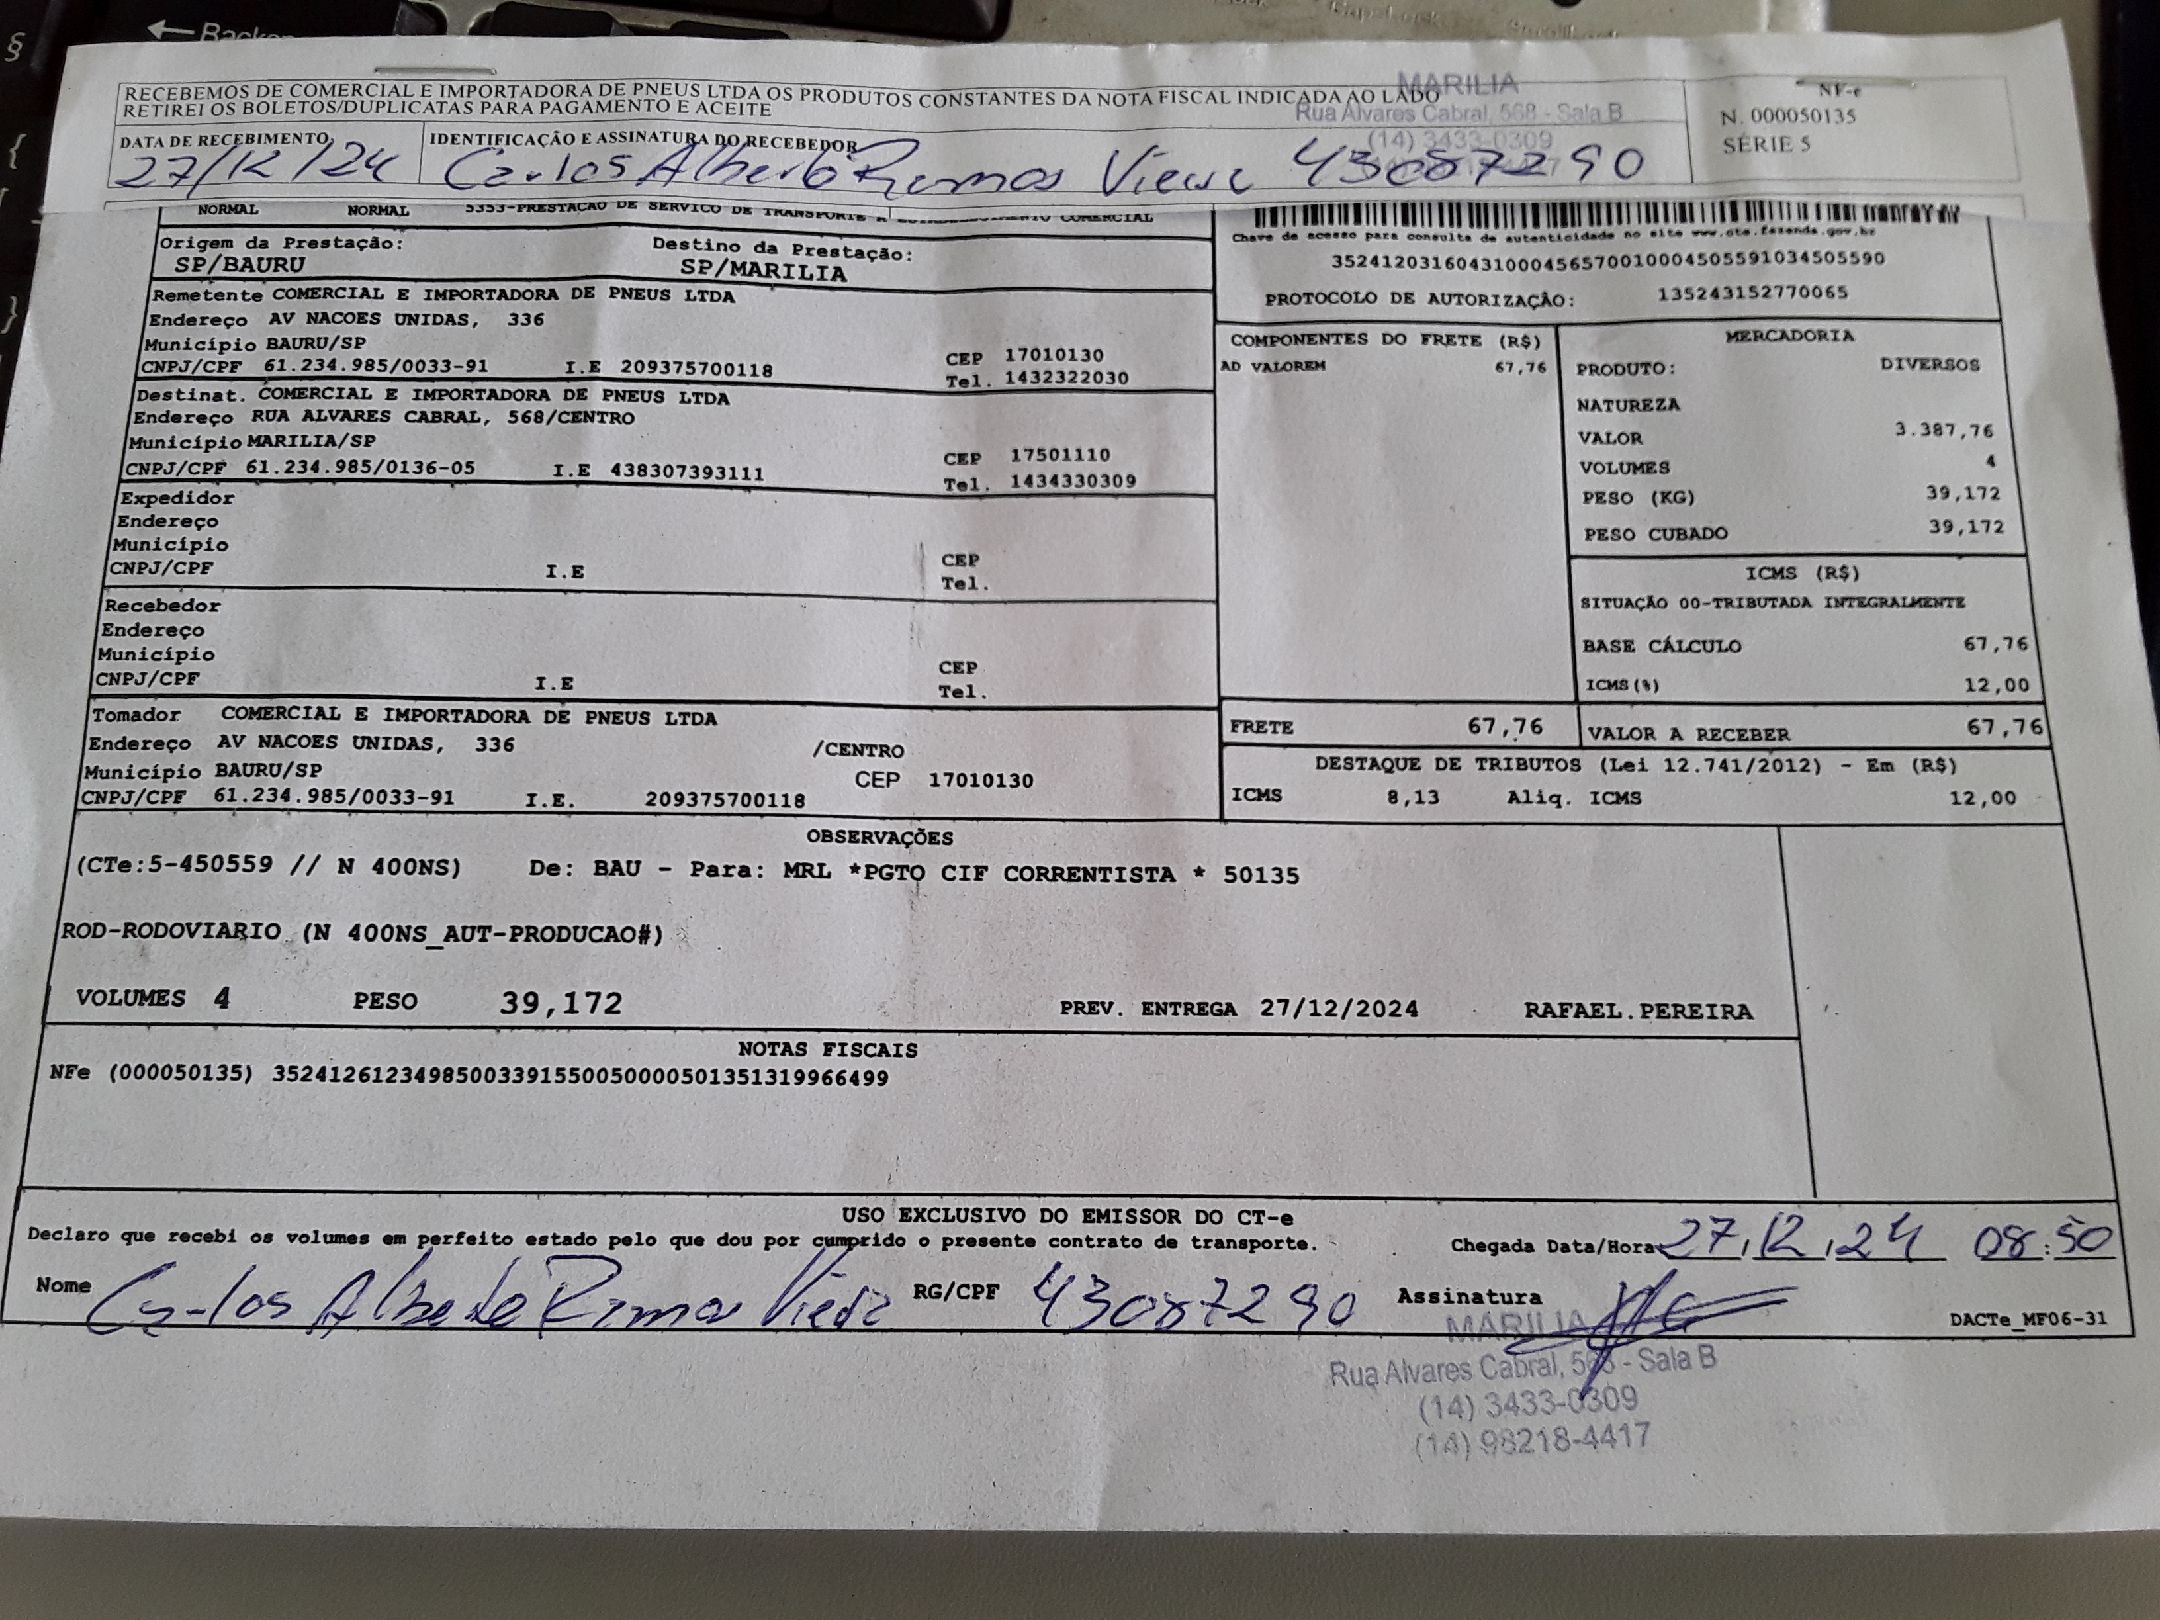 Backsp
RECEBEMOS DE COMERCIAL E IMPORTADORA DE PNEUS LTDA OS PRODUTOS CONSTANTES DA NOTA FISCAL INDICADA AO LADO
RETIREI OS BOLETOS/DUPLICATAS PARA PAGAMENTO E ACEITE
MARILIA
Rua Alvares Cabral, 568 - Sala B
(14) 3433-0309
NF-e
N. 000050135
SÉRIE 5
DATA DE RECEBIMENTO
27/12/24
IDENTIFICAÇÃO E ASSINATURA DO RECEBEDOR
Carlos Alberto Ramos Vieira 43087290
NORMAL NORMAL 5353-PRESTACAO DE SERVICO DE TRANSPORTE A ESTABELECIMENTO COMERCIAL
Origem da Prestação: Destino da Prestação:
SP/BAURU SP/MARILIA
Chave de acesso para consulta de autenticidade no site www.cte.fazenda.gov.br
35241203160431000456570010004505591034505590
PROTOCOLO DE AUTORIZAÇÃO: 135243152770065
Remetente COMERCIAL E IMPORTADORA DE PNEUS LTDA
Endereço AV NACOES UNIDAS, 336
Município BAURU/SP CEP 17010130
CNPJ/CPF 61.234.985/0033-91 I.E 209375700118 Tel. 1432322030
Destinat. COMERCIAL E IMPORTADORA DE PNEUS LTDA
Endereço RUA ALVARES CABRAL, 568/CENTRO
Município MARILIA/SP CEP 17501110
CNPJ/CPF 61.234.985/0136-05 I.E 438307393111 Tel. 1434330309
Expedidor
Endereço
Município CEP
CNPJ/CPF I.E Tel.
Recebedor
Endereço
Município CEP
CNPJ/CPF I.E Tel.
Tomador COMERCIAL E IMPORTADORA DE PNEUS LTDA
Endereço AV NACOES UNIDAS, 336 /CENTRO
Município BAURU/SP CEP 17010130
CNPJ/CPF 61.234.985/0033-91 I.E. 209375700118
COMPONENTES DO FRETE (R$)
AD VALOREM 67,76
MERCADORIA
PRODUTO: DIVERSOS
NATUREZA
VALOR 3.387,76
VOLUMES 4
PESO (KG) 39,172
PESO CUBADO 39,172
ICMS (R$)
SITUAÇÃO 00-TRIBUTADA INTEGRALMENTE
BASE CÁLCULO 67,76
ICMS(%) 12,00
FRETE 67,76 VALOR A RECEBER 67,76
DESTAQUE DE TRIBUTOS (Lei 12.741/2012) - Em (R$)
ICMS 8,13 Aliq. ICMS 12,00
OBSERVAÇÕES
(CTe:5-450559 // N 400NS) De: BAU - Para: MRL *PGTO CIF CORRENTISTA * 50135
ROD-RODOVIARIO (N 400NS_AUT-PRODUCAO#)
VOLUMES 4 PESO 39,172 PREV. ENTREGA 27/12/2024 RAFAEL.PEREIRA
NOTAS FISCAIS
NFe (000050135) 35241261234985003391550050000501351319966499
USO EXCLUSIVO DO EMISSOR DO CT-e
Declaro que recebi os volumes em perfeito estado pelo que dou por cumprido o presente contrato de transporte. Chegada Data/Hora 27,12,24 08:50
Nome Carlos Alberto Ramos Vieira RG/CPF 43087290 Assinatura
DACTe_MF06-31
MARILIA
Rua Alvares Cabral, 568 - Sala B
(14) 3433-0309
(14) 98218-4417